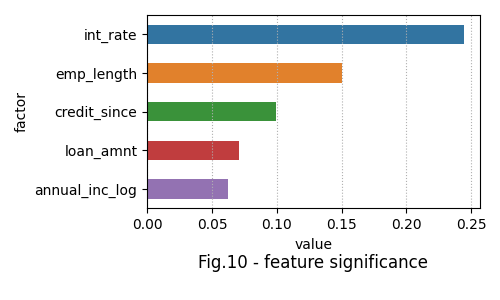 factor
int_rate
emp_length
credit_since
loan_amnt
annual_inc_log
0.00 0.05 0.10 0.15 0.20 0.25
value
Fig.10 - feature significance